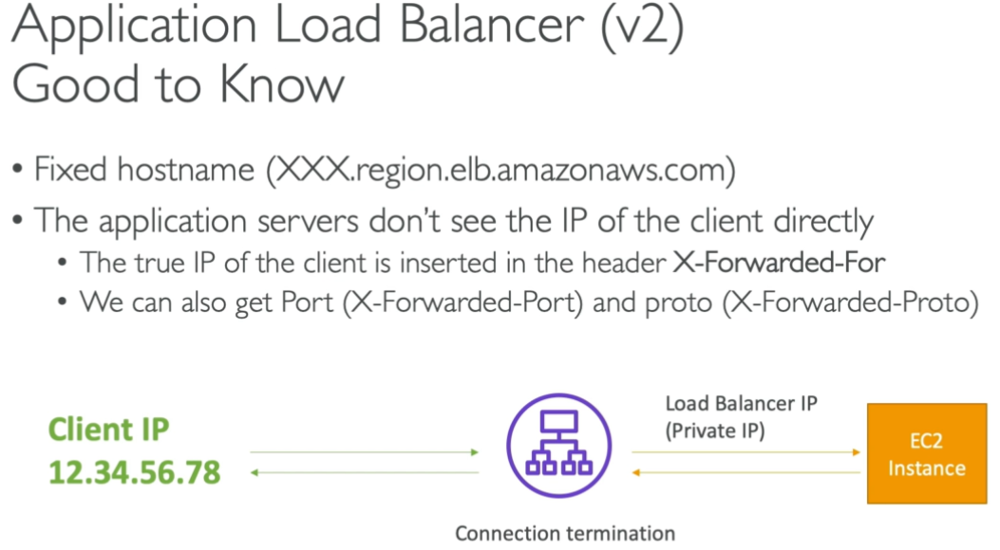 Application Load Balancer (v2)
Good to Know
• Fixed hostname (XXX.region.elb.amazonaws.com)
• The application servers don't see the IP of the client directly
• The true IP of the client is inserted in the header X-Forwarded-For
• We can also get Port (X-Forwarded-Port) and proto (X-Forwarded-Proto)
Client IP
12.34.56.78
Load Balancer IP
(Private IP)
EC2
Instance
Connection termination